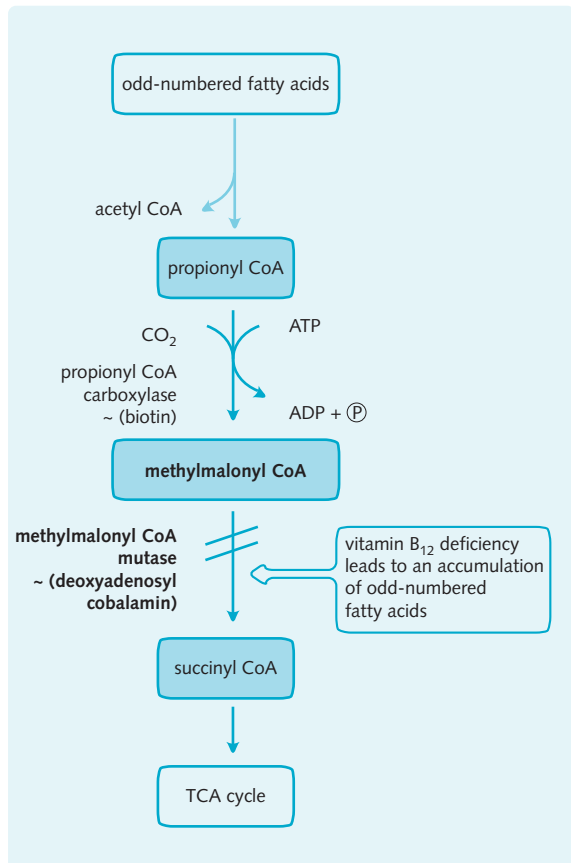 odd-numbered fatty acids
acetyl CoA
propionyl CoA
CO₂
ATP
propionyl CoA
carboxylase
~ (biotin)
ADP + Ⓟ
methylmalonyl CoA
methylmalonyl CoA
mutase
~ (deoxyadenosyl
cobalamin)
vitamin B₁₂ deficiency
leads to an accumulation
of odd-numbered
fatty acids
succinyl CoA
TCA cycle